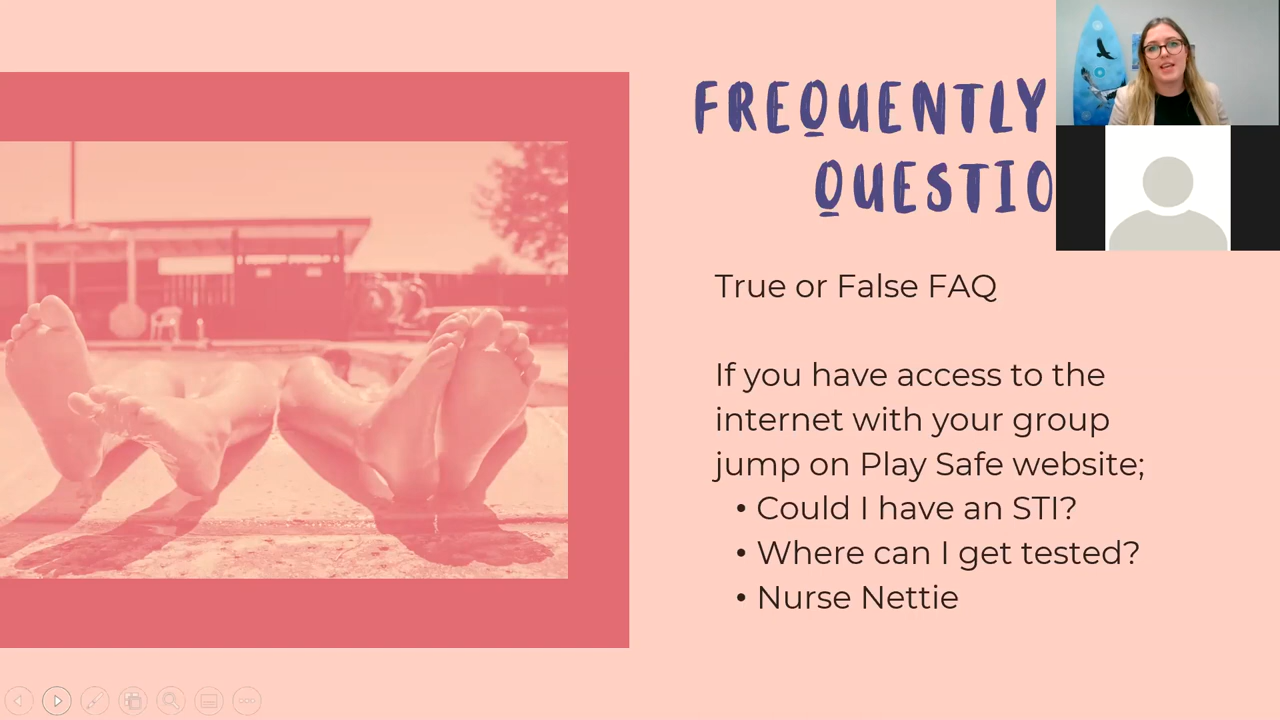 FREQUENTLY
QUESTIO
True or False FAQ
If you have access to the
internet with your group
jump on Play Safe website;
• Could I have an STI?
• Where can I get tested?
• Nurse Nettie